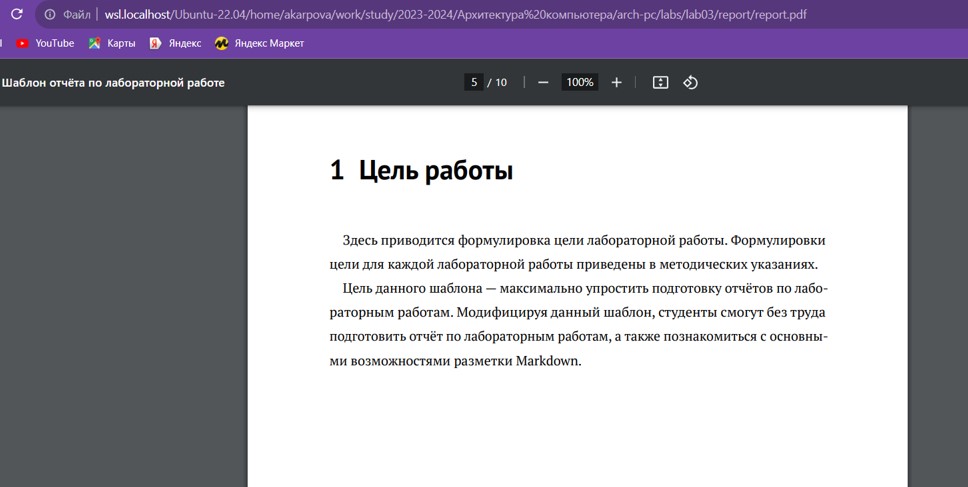 Файл wsl.localhost/Ubuntu-22.04/home/akarpova/work/study/2023-2024/Архитектура%20компьютера/arch-pc/labs/lab03/report/report.pdf
YouTube Карты Яндекс Яндекс Маркет
Шаблон отчёта по лабораторной работе 5 / 10 100%
1 Цель работы
Здесь приводится формулировка цели лабораторной работы. Формулировки
цели для каждой лабораторной работы приведены в методических указаниях.
Цель данного шаблона — максимально упростить подготовку отчётов по лабо-
раторным работам. Модифицируя данный шаблон, студенты смогут без труда
подготовить отчёт по лабораторным работам, а также познакомиться с основны-
ми возможностями разметки Markdown.